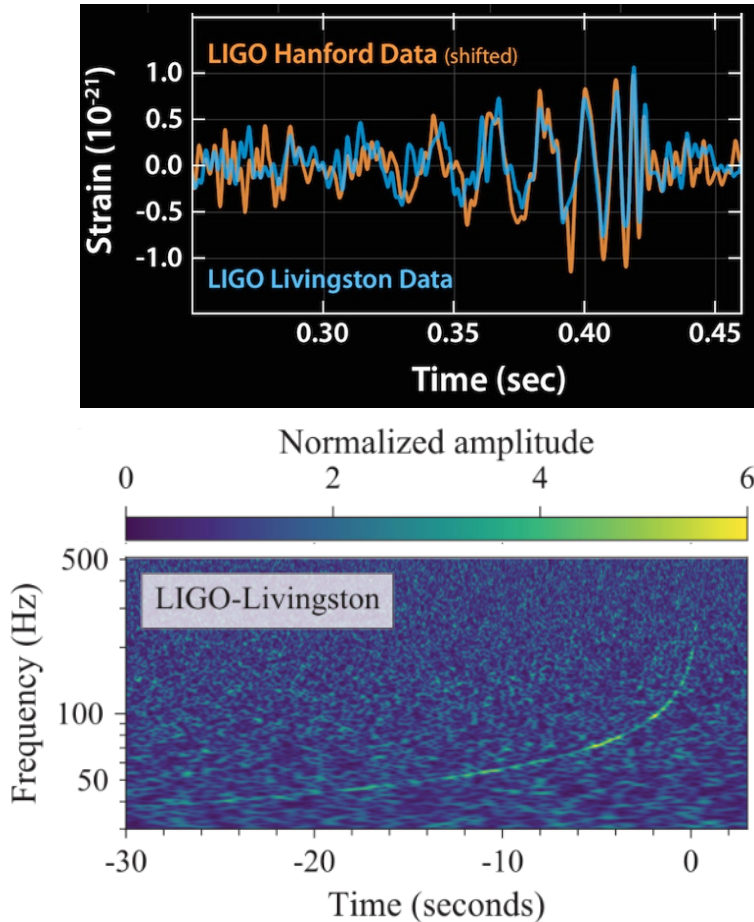 LIGO Hanford Data (shifted)
1.0
0.5
0.0
-0.5
-1.0
Strain (10⁻²¹)
LIGO Livingston Data
0.30 0.35 0.40 0.45
Time (sec)
Normalized amplitude
0 2 4 6
500
100
50
Frequency (Hz)
LIGO-Livingston
-30 -20 -10 0
Time (seconds)